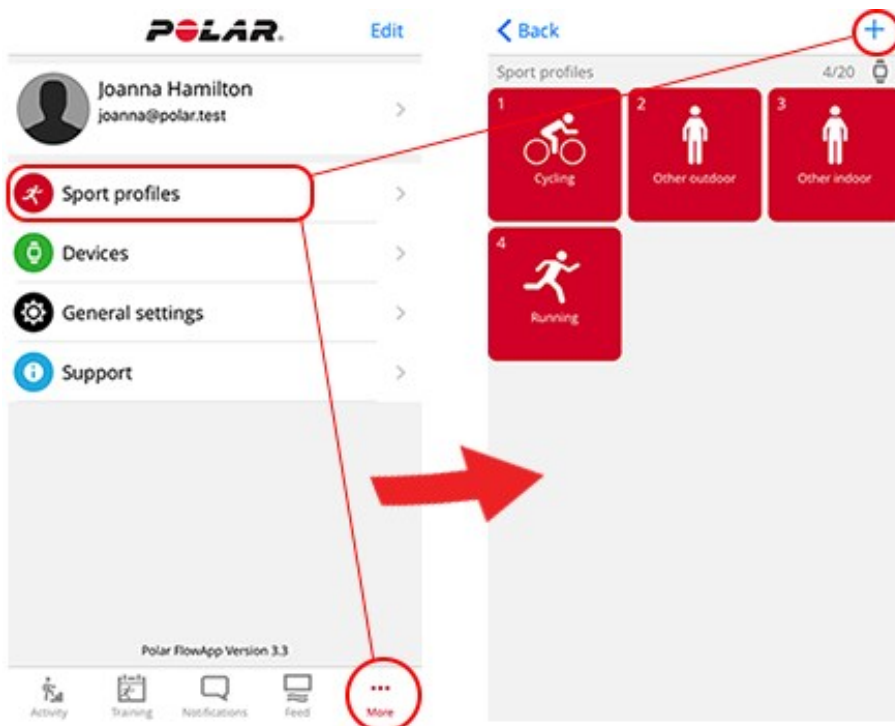 POLAR. Edit
Joanna Hamilton
joanna@polar.test
Sport profiles
Devices
General settings
Support
Polar FlowApp Version 3.3
Activity Training Notifications Feed More
Back +
Sport profiles 4/20
1 2 3
Cycling Other outdoor Other indoor
4
Running